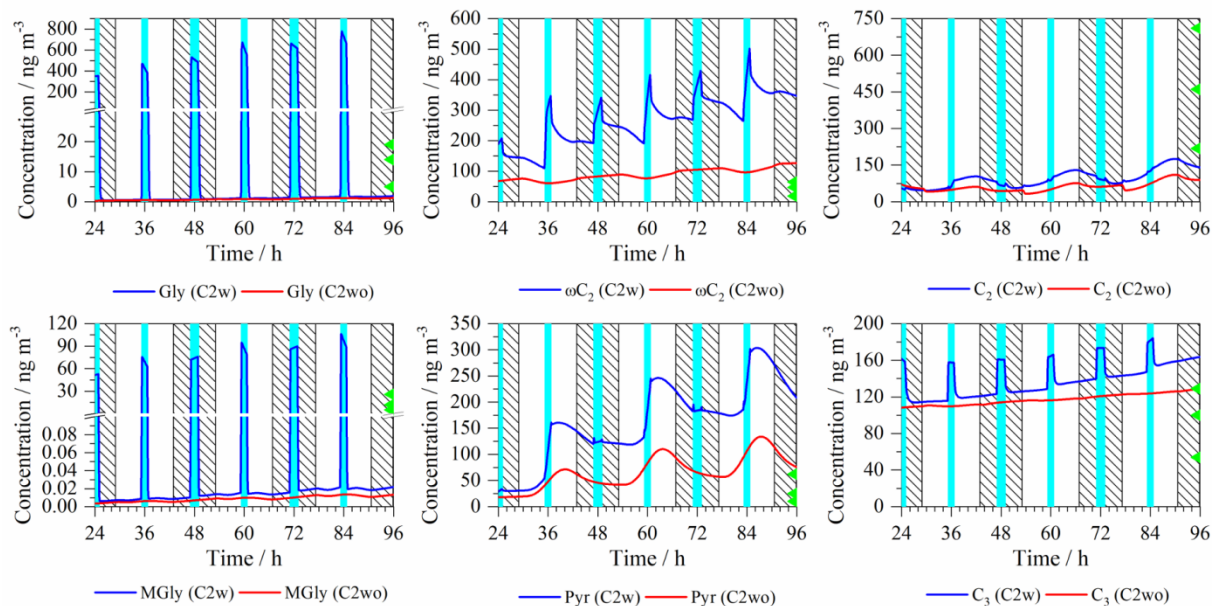 Concentration / ng m⁻³
800
600
400
200
20
10
0
24 36 48 60 72 84 96
Time / h
Gly (C2w) Gly (C2wo)
Concentration / ng m⁻³
600
500
400
300
200
100
0
24 36 48 60 72 84 96
Time / h
ωC₂ (C2w) ωC₂ (C2wo)
Concentration / ng m⁻³
750
600
450
300
150
0
24 36 48 60 72 84 96
Time / h
C₂ (C2w) C₂ (C2wo)
Concentration / ng m⁻³
120
90
60
30
0.08
0.06
0.04
0.02
0.00
24 36 48 60 72 84 96
Time / h
MGly (C2w) MGly (C2wo)
Concentration / ng m⁻³
350
300
250
200
150
100
50
0
24 36 48 60 72 84 96
Time / h
Pyr (C2w) Pyr (C2wo)
Concentration / ng m⁻³
200
160
120
80
40
0
24 36 48 60 72 84 96
Time / h
C₃ (C2w) C₃ (C2wo)